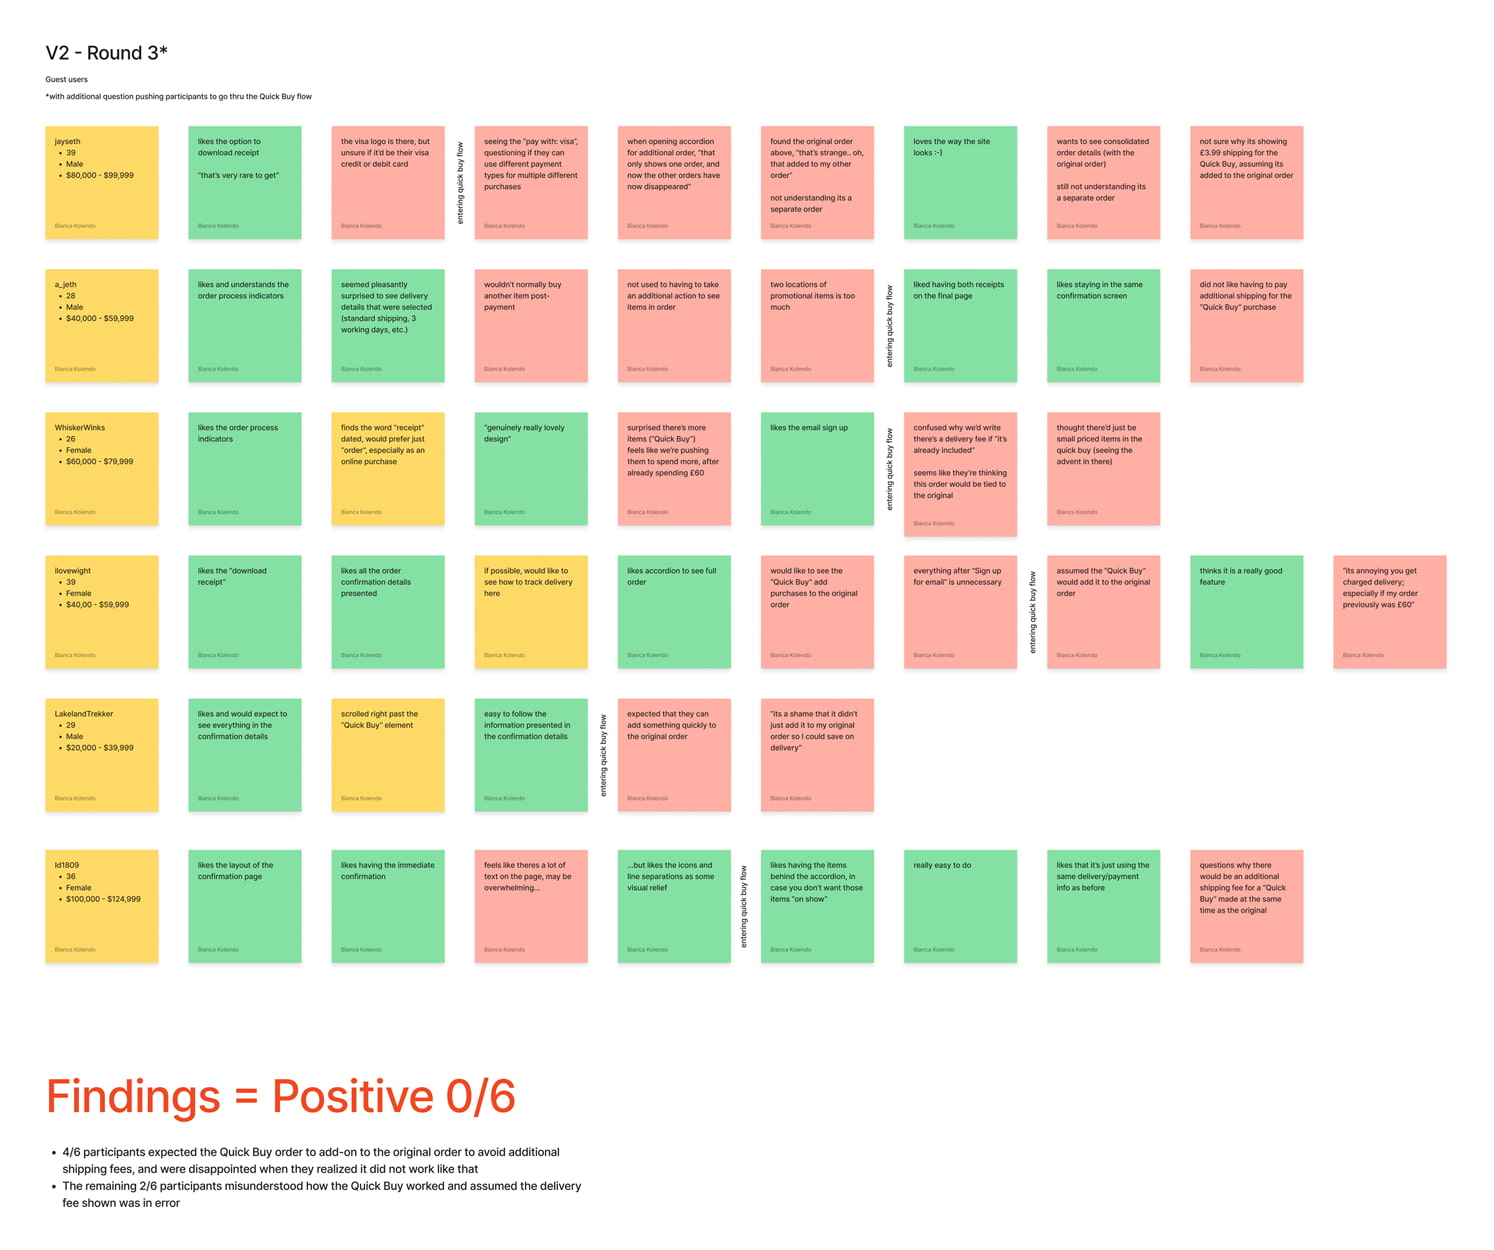 V2 - Round 3*
Guest users
*with additional question pushing participants to go thru the Quick Buy flow
jayseth
• 39
• Male
• $80,000 - $99,999
Bianca Kolendo
likes the option to
download receipt
"that's very rare to get"
Bianca Kolendo
the visa logo is there, but
unsure if it'd be their visa
credit or debit card
Bianca Kolendo
entering quick buy flow
seeing the "pay with: visa",
questioning if they can
use different payment
types for multiple different
purchases
Bianca Kolendo
when opening accordion
for additional order, "that
only shows one order, and
now the other orders have
now disappeared"
Bianca Kolendo
found the original order
above, "that's strange.. oh,
that added to my other
order"
not understanding its a
separate order
Bianca Kolendo
loves the way the site
looks :-)
Bianca Kolendo
wants to see consolidated
order details (with the
original order)
still not understanding its
a separate order
Bianca Kolendo
not sure why its showing
£3.99 shipping for the
Quick Buy, assuming its
added to the original order
Bianca Kolendo
a_jeth
• 28
• Male
• $40,000 - $59,999
Bianca Kolendo
likes and understands the
order process indicators
Bianca Kolendo
seemed pleasantly
surprised to see delivery
details that were selected
(standard shipping, 3
working days, etc.)
Bianca Kolendo
wouldn't normally buy
another item post-
payment
Bianca Kolendo
not used to having to take
an additional action to see
items in order
Bianca Kolendo
two locations of
promotional items is too
much
Bianca Kolendo
entering quick buy flow
liked having both receipts
on the final page
Bianca Kolendo
likes staying in the same
confirmation screen
Bianca Kolendo
did not like having to pay
additional shipping for the
"Quick Buy" purchase
Bianca Kolendo
WhiskerWinks
• 26
• Female
• $60,000 - $79,999
Bianca Kolendo
likes the order process
indicators
Bianca Kolendo
finds the word "receipt"
dated, would prefer just
"order", especially as an
online purchase
Bianca Kolendo
"genuinely really lovely
design"
Bianca Kolendo
surprised there's more
items ("Quick Buy")
feels like we're pushing
them to spend more, after
already spending £60
Bianca Kolendo
likes the email sign up
Bianca Kolendo
entering quick buy flow
confused why we'd write
there's a delivery fee if "it's
already included"
seems like they're thinking
this order would be tied to
the original
Bianca Kolendo
thought there'd just be
small priced items in the
quick buy (seeing the
advent in there)
Bianca Kolendo
ilovewight
• 39
• Female
• $40,00 - $59,999
Bianca Kolendo
likes the "download
receipt"
Bianca Kolendo
likes all the order
confirmation details
presented
Bianca Kolendo
if possible, would like to
see how to track delivery
here
Bianca Kolendo
likes accordion to see full
order
Bianca Kolendo
would like to see the
"Quick Buy" add
purchases to the original
order
Bianca Kolendo
everything after "Sign up
for email" is unnecessary
Bianca Kolendo
entering quick buy flow
assumed the "Quick Buy"
would add it to the original
order
Bianca Kolendo
thinks it is a really good
feature
Bianca Kolendo
"its annoying you get
charged delivery;
especially if my order
previously was £60"
Bianca Kolendo
LakelandTrekker
• 29
• Male
• $20,000 - $39,999
Bianca Kolendo
likes and would expect to
see everything in the
confirmation details
Bianca Kolendo
scrolled right past the
"Quick Buy" element
Bianca Kolendo
easy to follow the
information presented in
the confirmation details
Bianca Kolendo
entering quick buy flow
expected that they can
add something quickly to
the original order
Bianca Kolendo
"its a shame that it didn't
just add it to my original
order so I could save on
delivery"
Bianca Kolendo
ld1809
• 36
• Female
• $100,000 - $124,999
Bianca Kolendo
likes the layout of the
confirmation page
Bianca Kolendo
likes having the immediate
confirmation
Bianca Kolendo
feels like theres a lot of
text on the page, may be
overwhelming...
Bianca Kolendo
...but likes the icons and
line separations as some
visual relief
Bianca Kolendo
entering quick buy flow
likes having the items
behind the accordion, in
case you don't want those
items "on show"
Bianca Kolendo
really easy to do
Bianca Kolendo
likes that it's just using the
same delivery/payment
info as before
Bianca Kolendo
questions why there
would be an additional
shipping fee for a "Quick
Buy" made at the same
time as the original
Bianca Kolendo
Findings = Positive 0/6
• 4/6 participants expected the Quick Buy order to add-on to the original order to avoid additional
shipping fees, and were disappointed when they realized it did not work like that
• The remaining 2/6 participants misunderstood how the Quick Buy worked and assumed the delivery
fee shown was in error